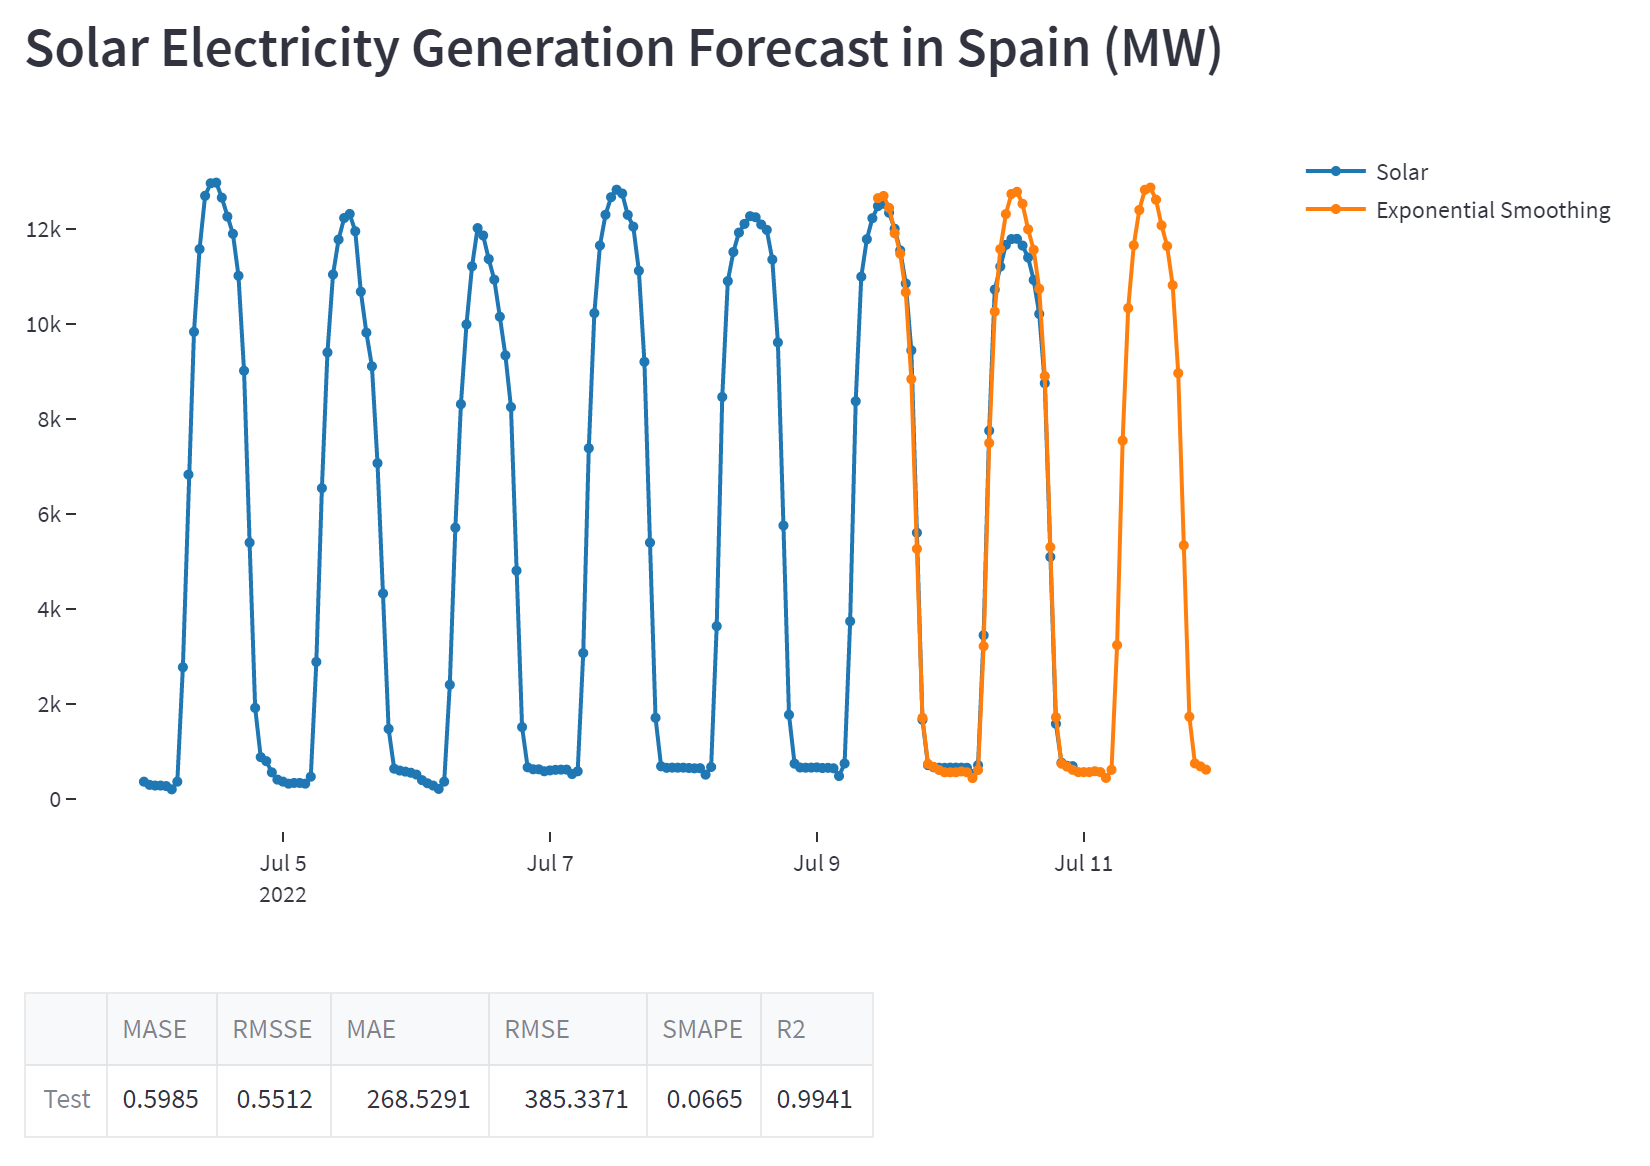 Solar Electricity Generation Forecast in Spain (MW)
Solar
Exponential Smoothing
12k
10k
8k
6k
4k
2k
0
Jul 5 Jul 7 Jul 9 Jul 11
2022
MASE RMSSE MAE RMSE SMAPE R2
Test 0.5985 0.5512 268.5291 385.3371 0.0665 0.9941